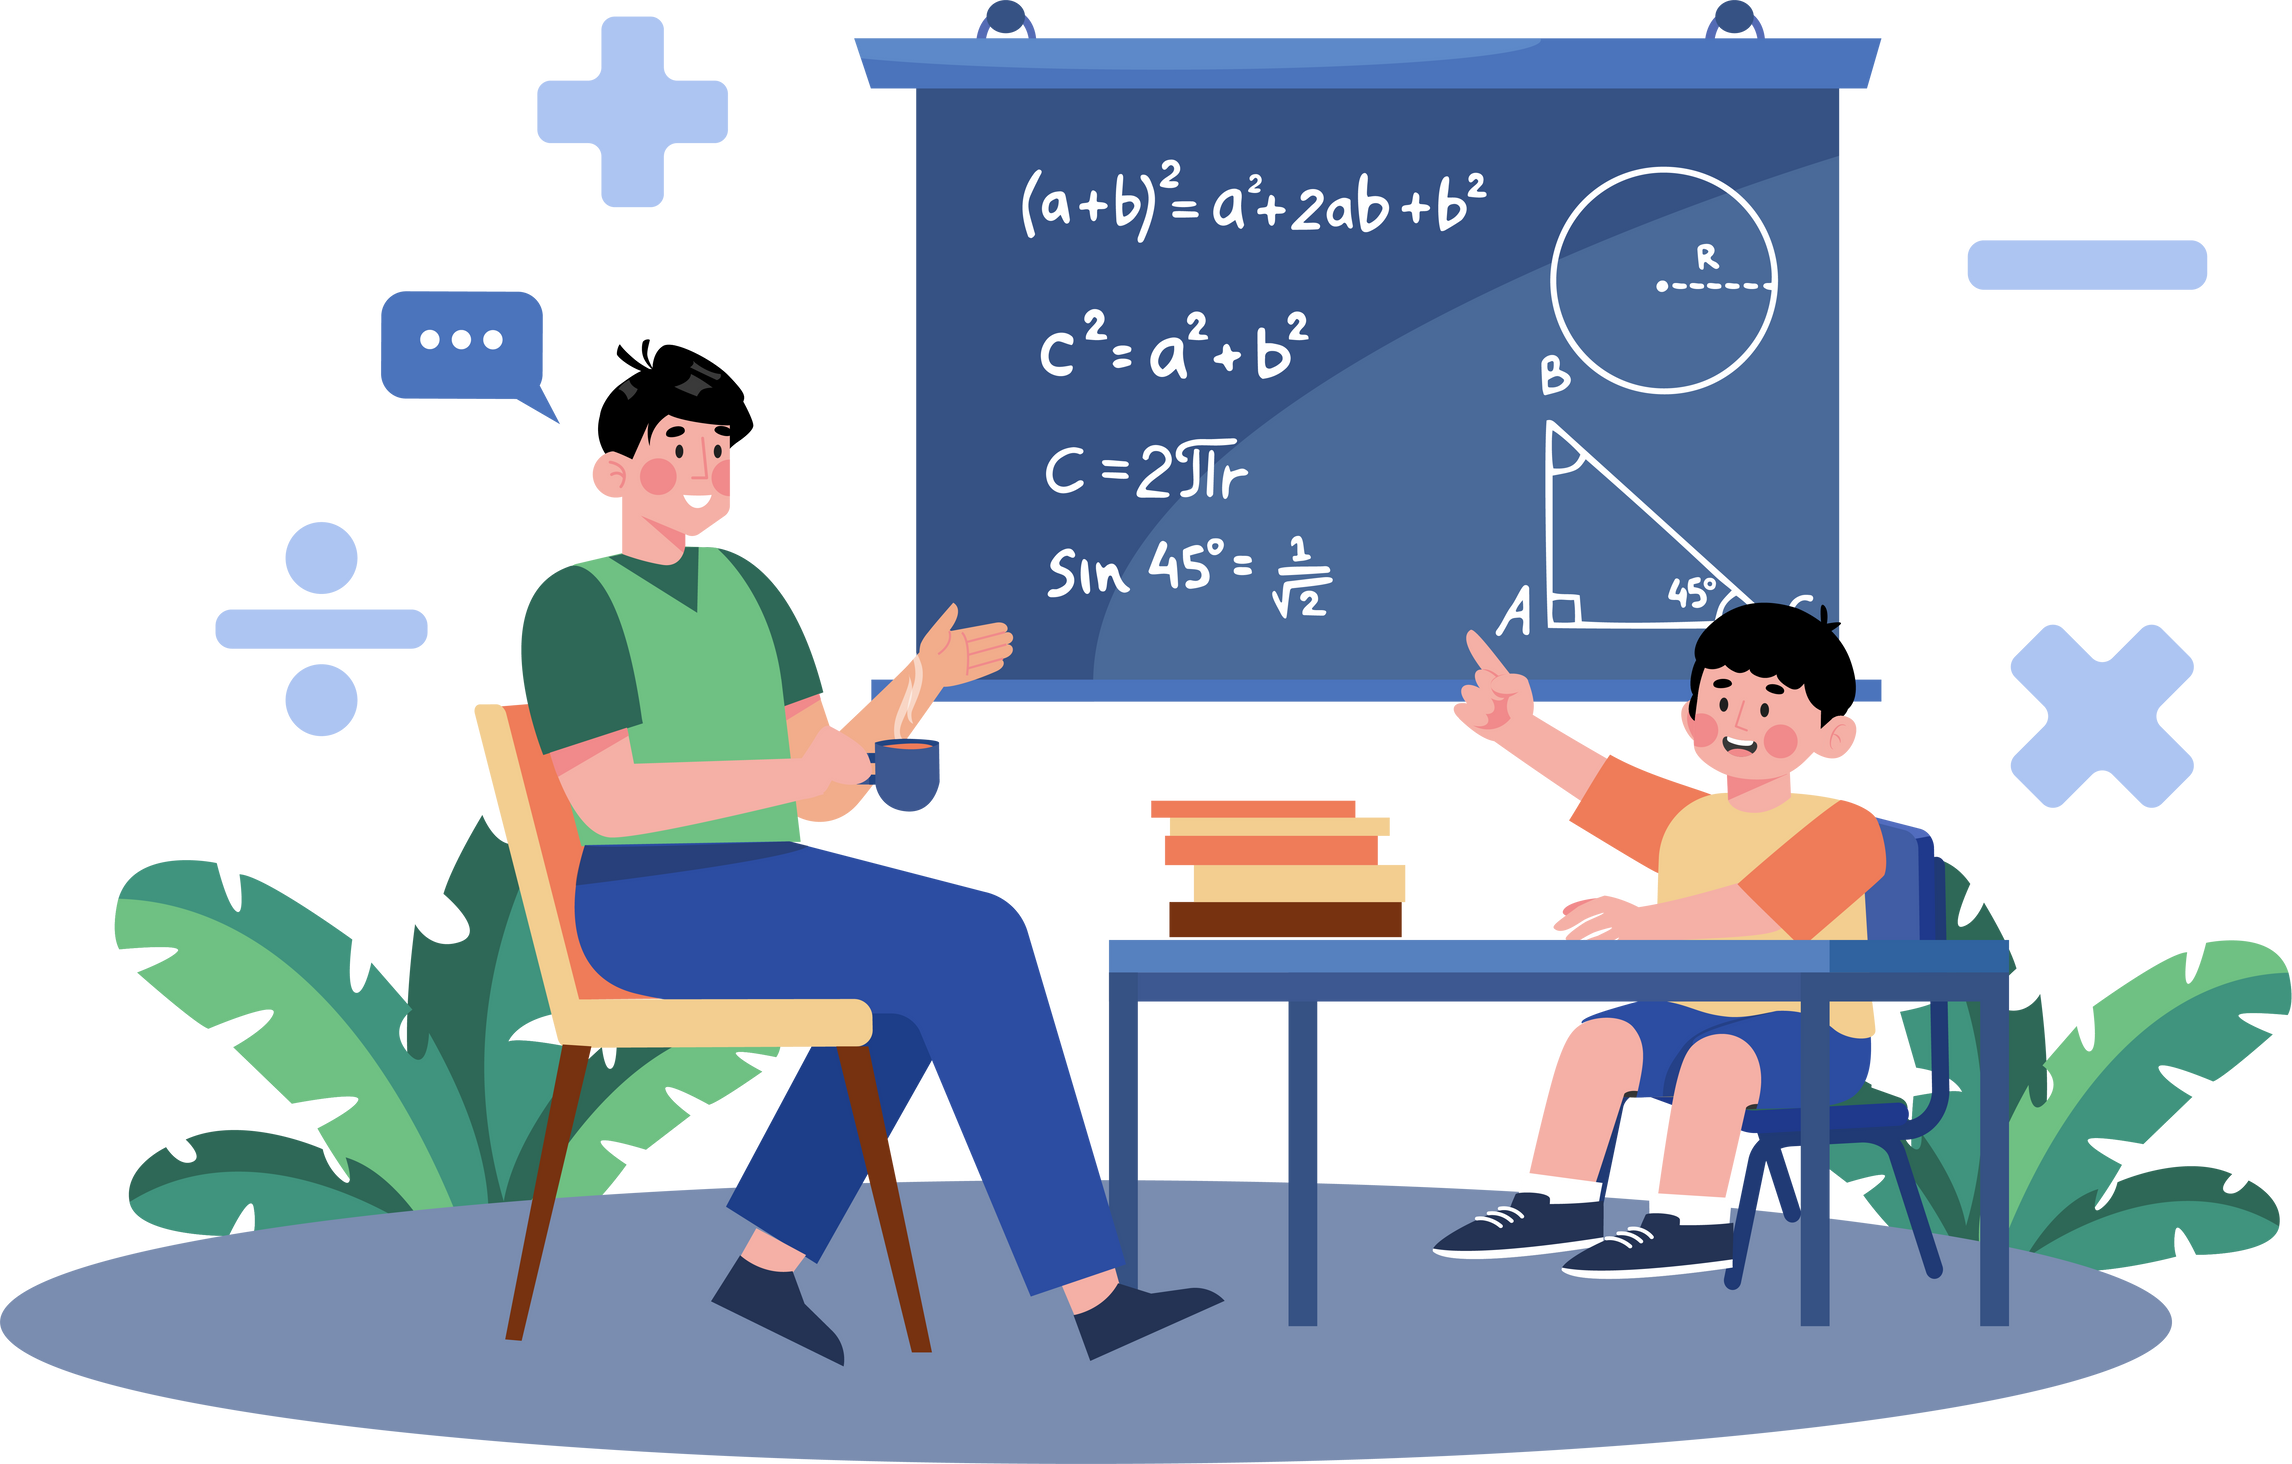 (a+b)²=a²+2ab+b²
c²=a²+b²
C=2πr
sin 45°=1/√2
R
B
A
45°
C